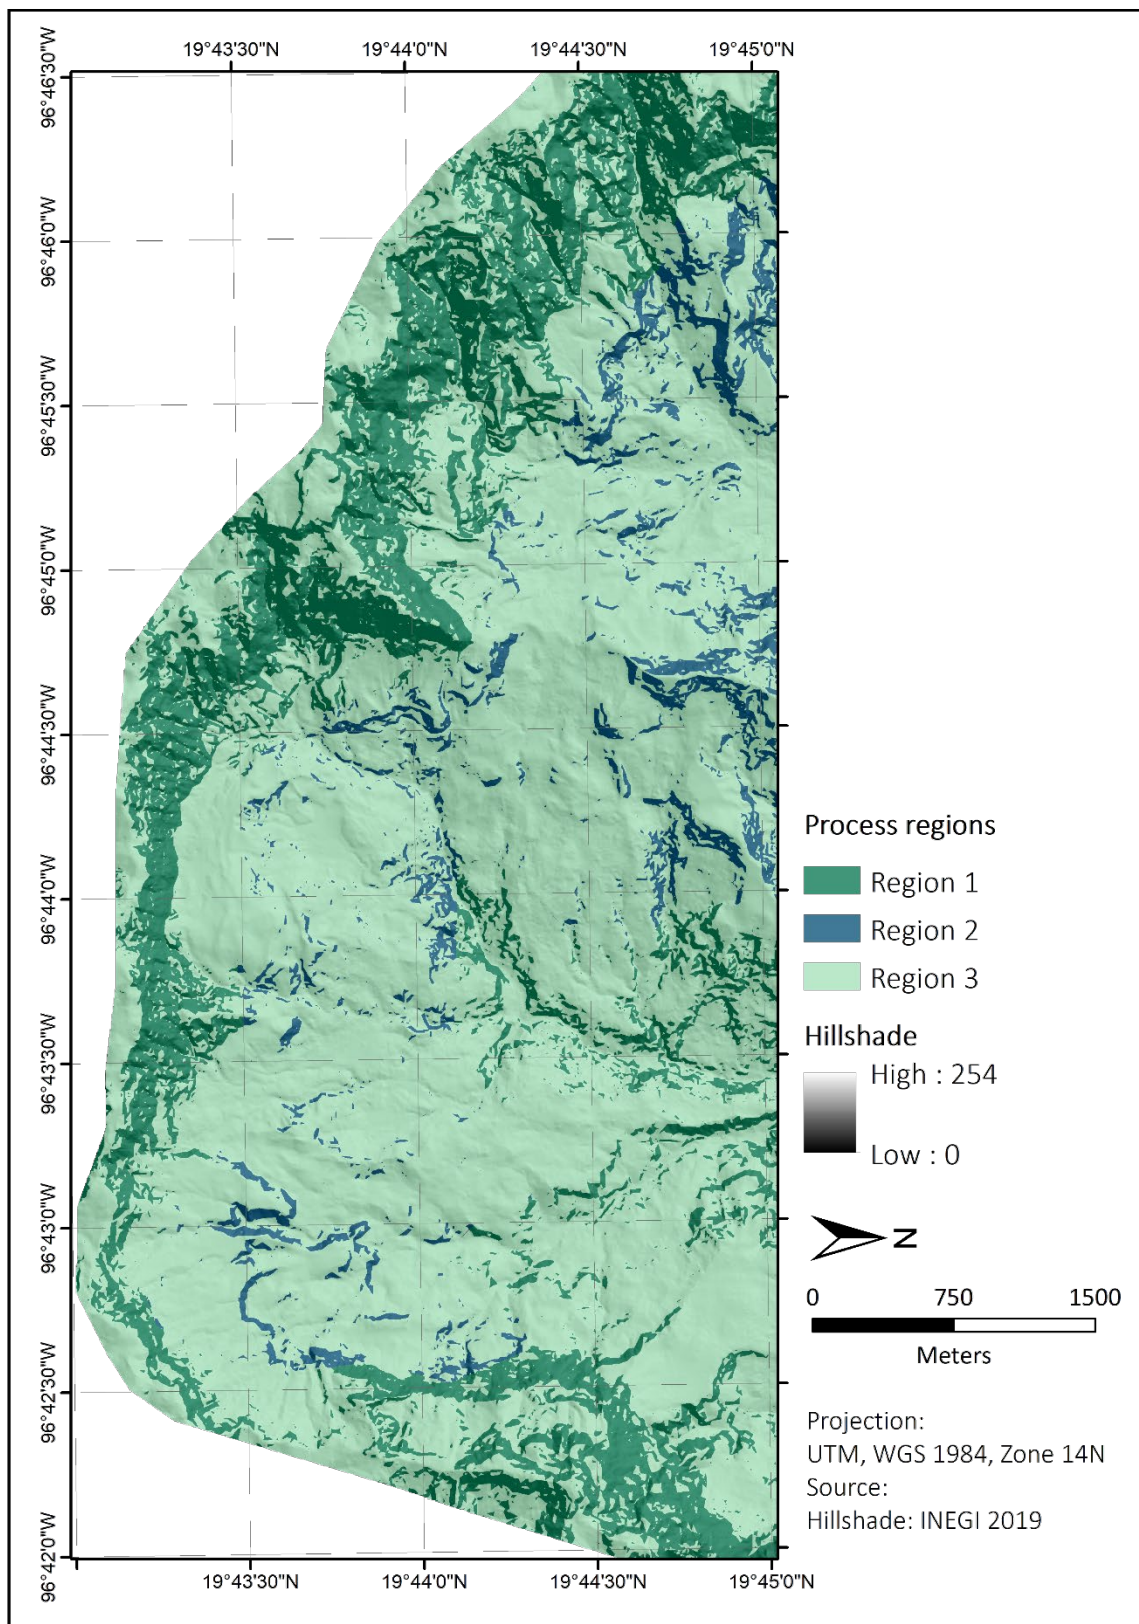 19°43'30"N 19°44'0"N 19°44'30"N 19°45'0"N
96°46'30"W
96°46'0"W
96°45'30"W
96°45'0"W
96°44'30"W
96°44'0"W
96°43'30"W
96°43'0"W
96°42'30"W
96°42'0"W
Process regions
Region 1
Region 2
Region 3
Hillshade
High : 254
Low : 0
N
0 750 1500
Meters
Projection:
UTM, WGS 1984, Zone 14N
Source:
Hillshade: INEGI 2019
19°43'30"N 19°44'0"N 19°44'30"N 19°45'0"N